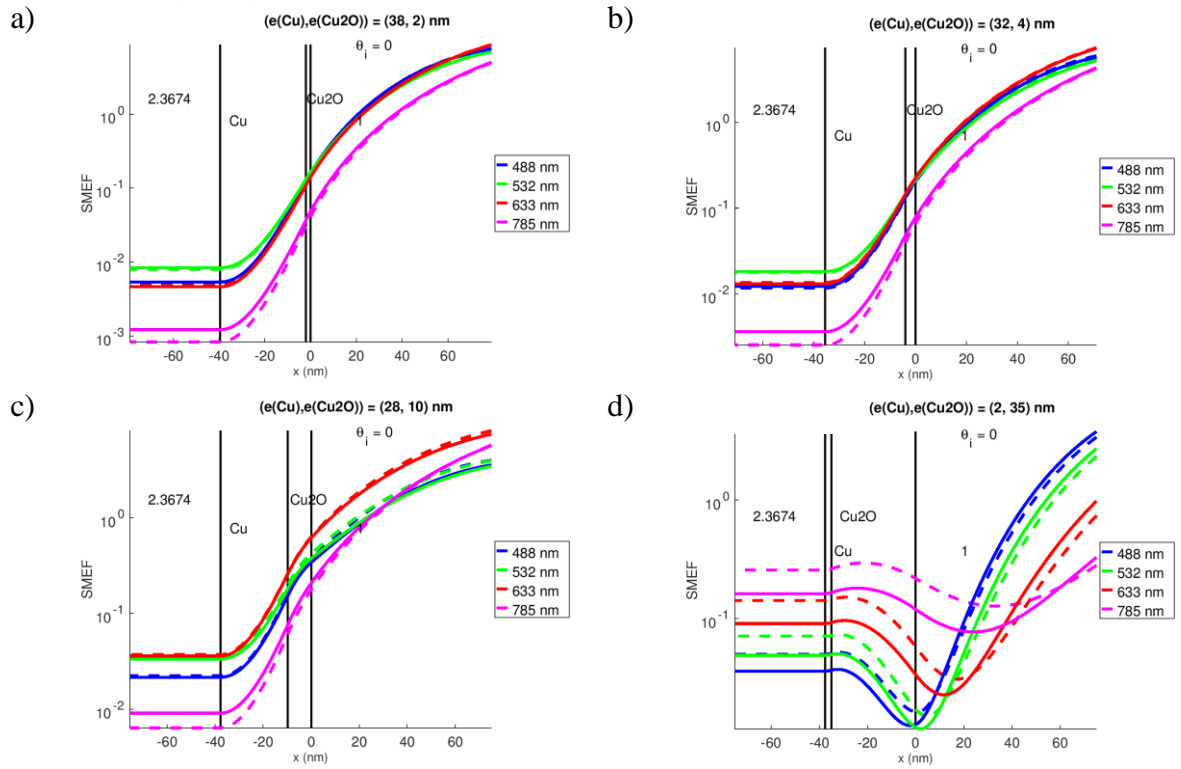 a)
(e(Cu),e(Cu2O)) = (38, 2) nm
θi = 0
2.3674
Cu
Cu2O
1
SMEF
10^0
10^-1
10^-2
10^-3
-60 -40 -20 0 20 40 60
x (nm)
488 nm
532 nm
633 nm
785 nm
b)
(e(Cu),e(Cu2O)) = (32, 4) nm
θi = 0
2.3674
Cu
Cu2O
1
SMEF
10^0
10^-1
10^-2
-60 -40 -20 0 20 40 60
x (nm)
488 nm
532 nm
633 nm
785 nm
c)
(e(Cu),e(Cu2O)) = (28, 10) nm
θi = 0
2.3674
Cu
Cu2O
1
SMEF
10^0
10^-1
10^-2
-60 -40 -20 0 20 40 60
x (nm)
488 nm
532 nm
633 nm
785 nm
d)
(e(Cu),e(Cu2O)) = (2, 35) nm
θi = 0
2.3674
Cu2O
Cu
1
SMEF
10^0
10^-1
-60 -40 -20 0 20 40 60
x (nm)
488 nm
532 nm
633 nm
785 nm